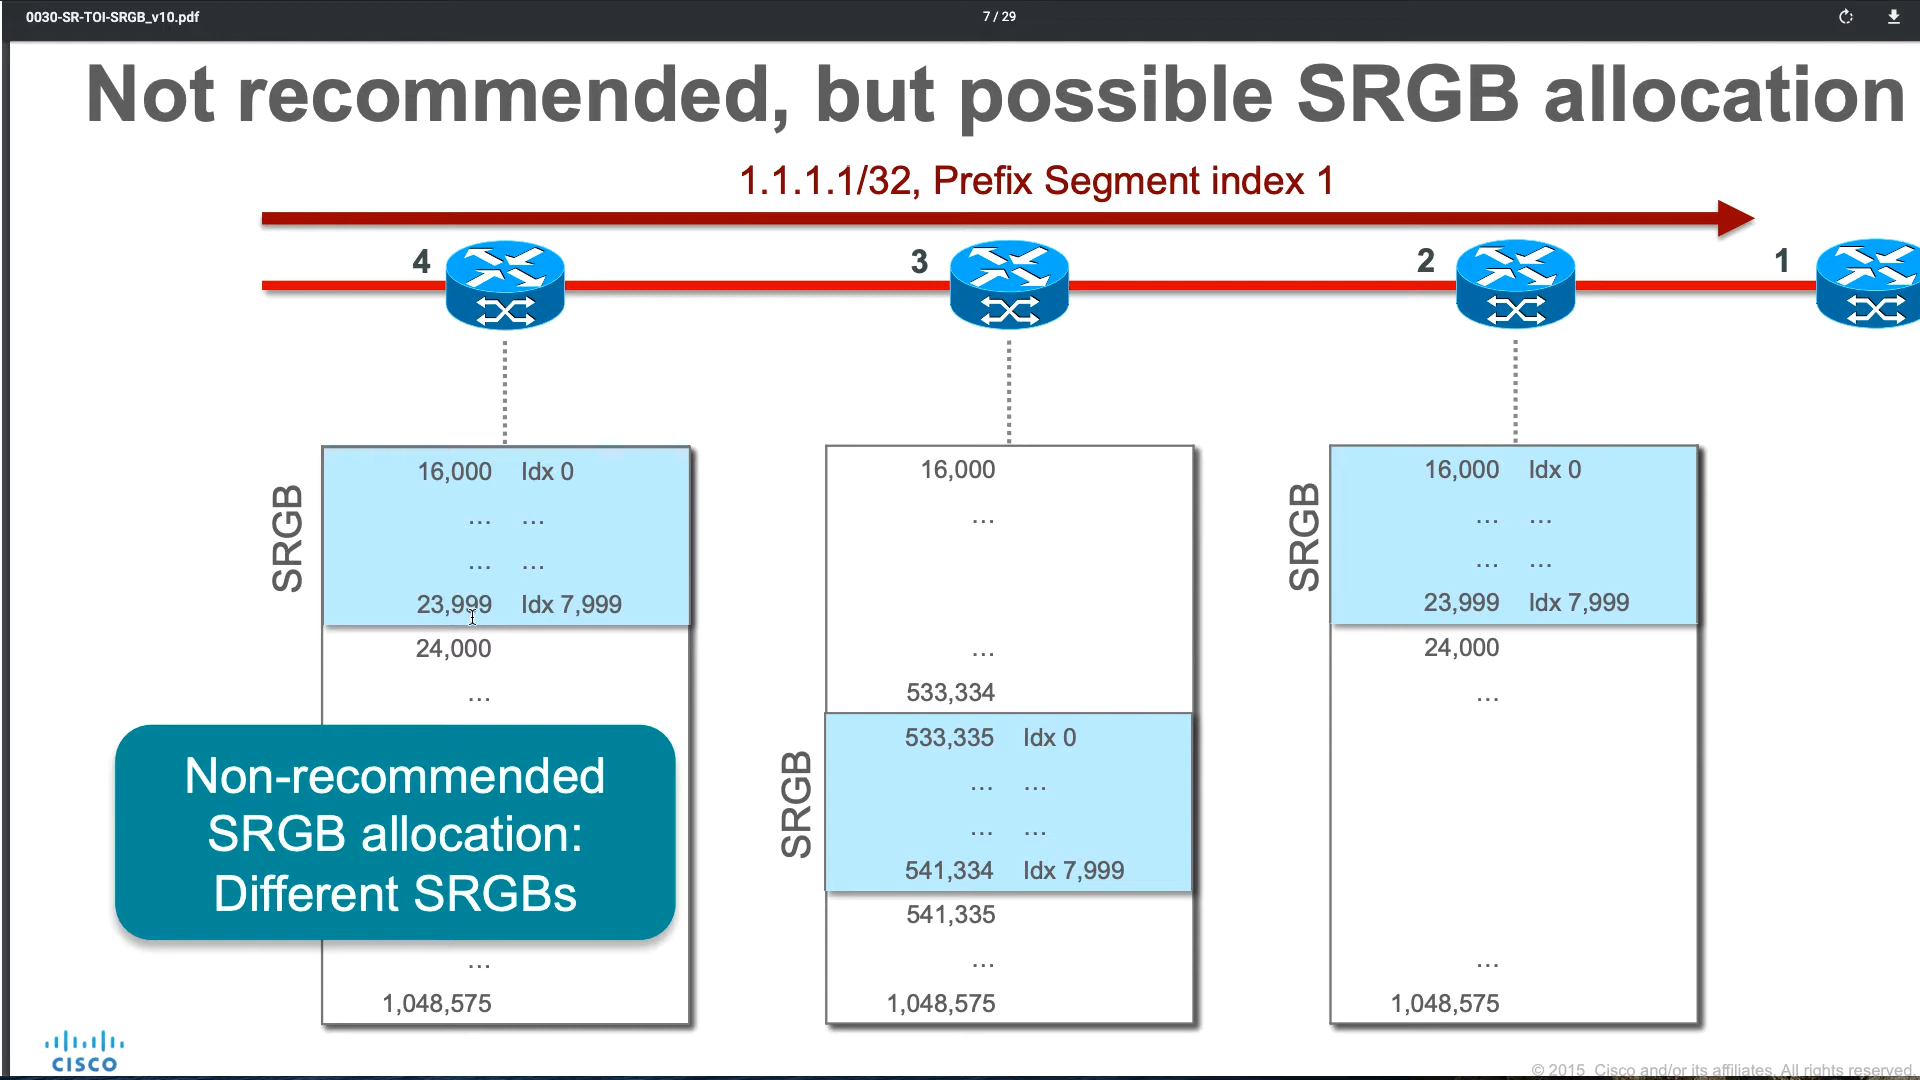 0030-SR-TOI-SRGB_v10.pdf
7 / 29
Not recommended, but possible SRGB allocation
1.1.1.1/32, Prefix Segment index 1
4
3
2
1
SRGB
16,000 Idx 0
... ...
... ...
23,999 Idx 7,999
24,000
...
Non-recommended
SRGB allocation:
Different SRGBs
...
1,048,575
16,000
...
...
533,334
SRGB
533,335 Idx 0
... ...
... ...
541,334 Idx 7,999
541,335
...
1,048,575
SRGB
16,000 Idx 0
... ...
... ...
23,999 Idx 7,999
24,000
...
...
1,048,575
CISCO
© 2015 Cisco and/or its affiliates. All rights reserved.